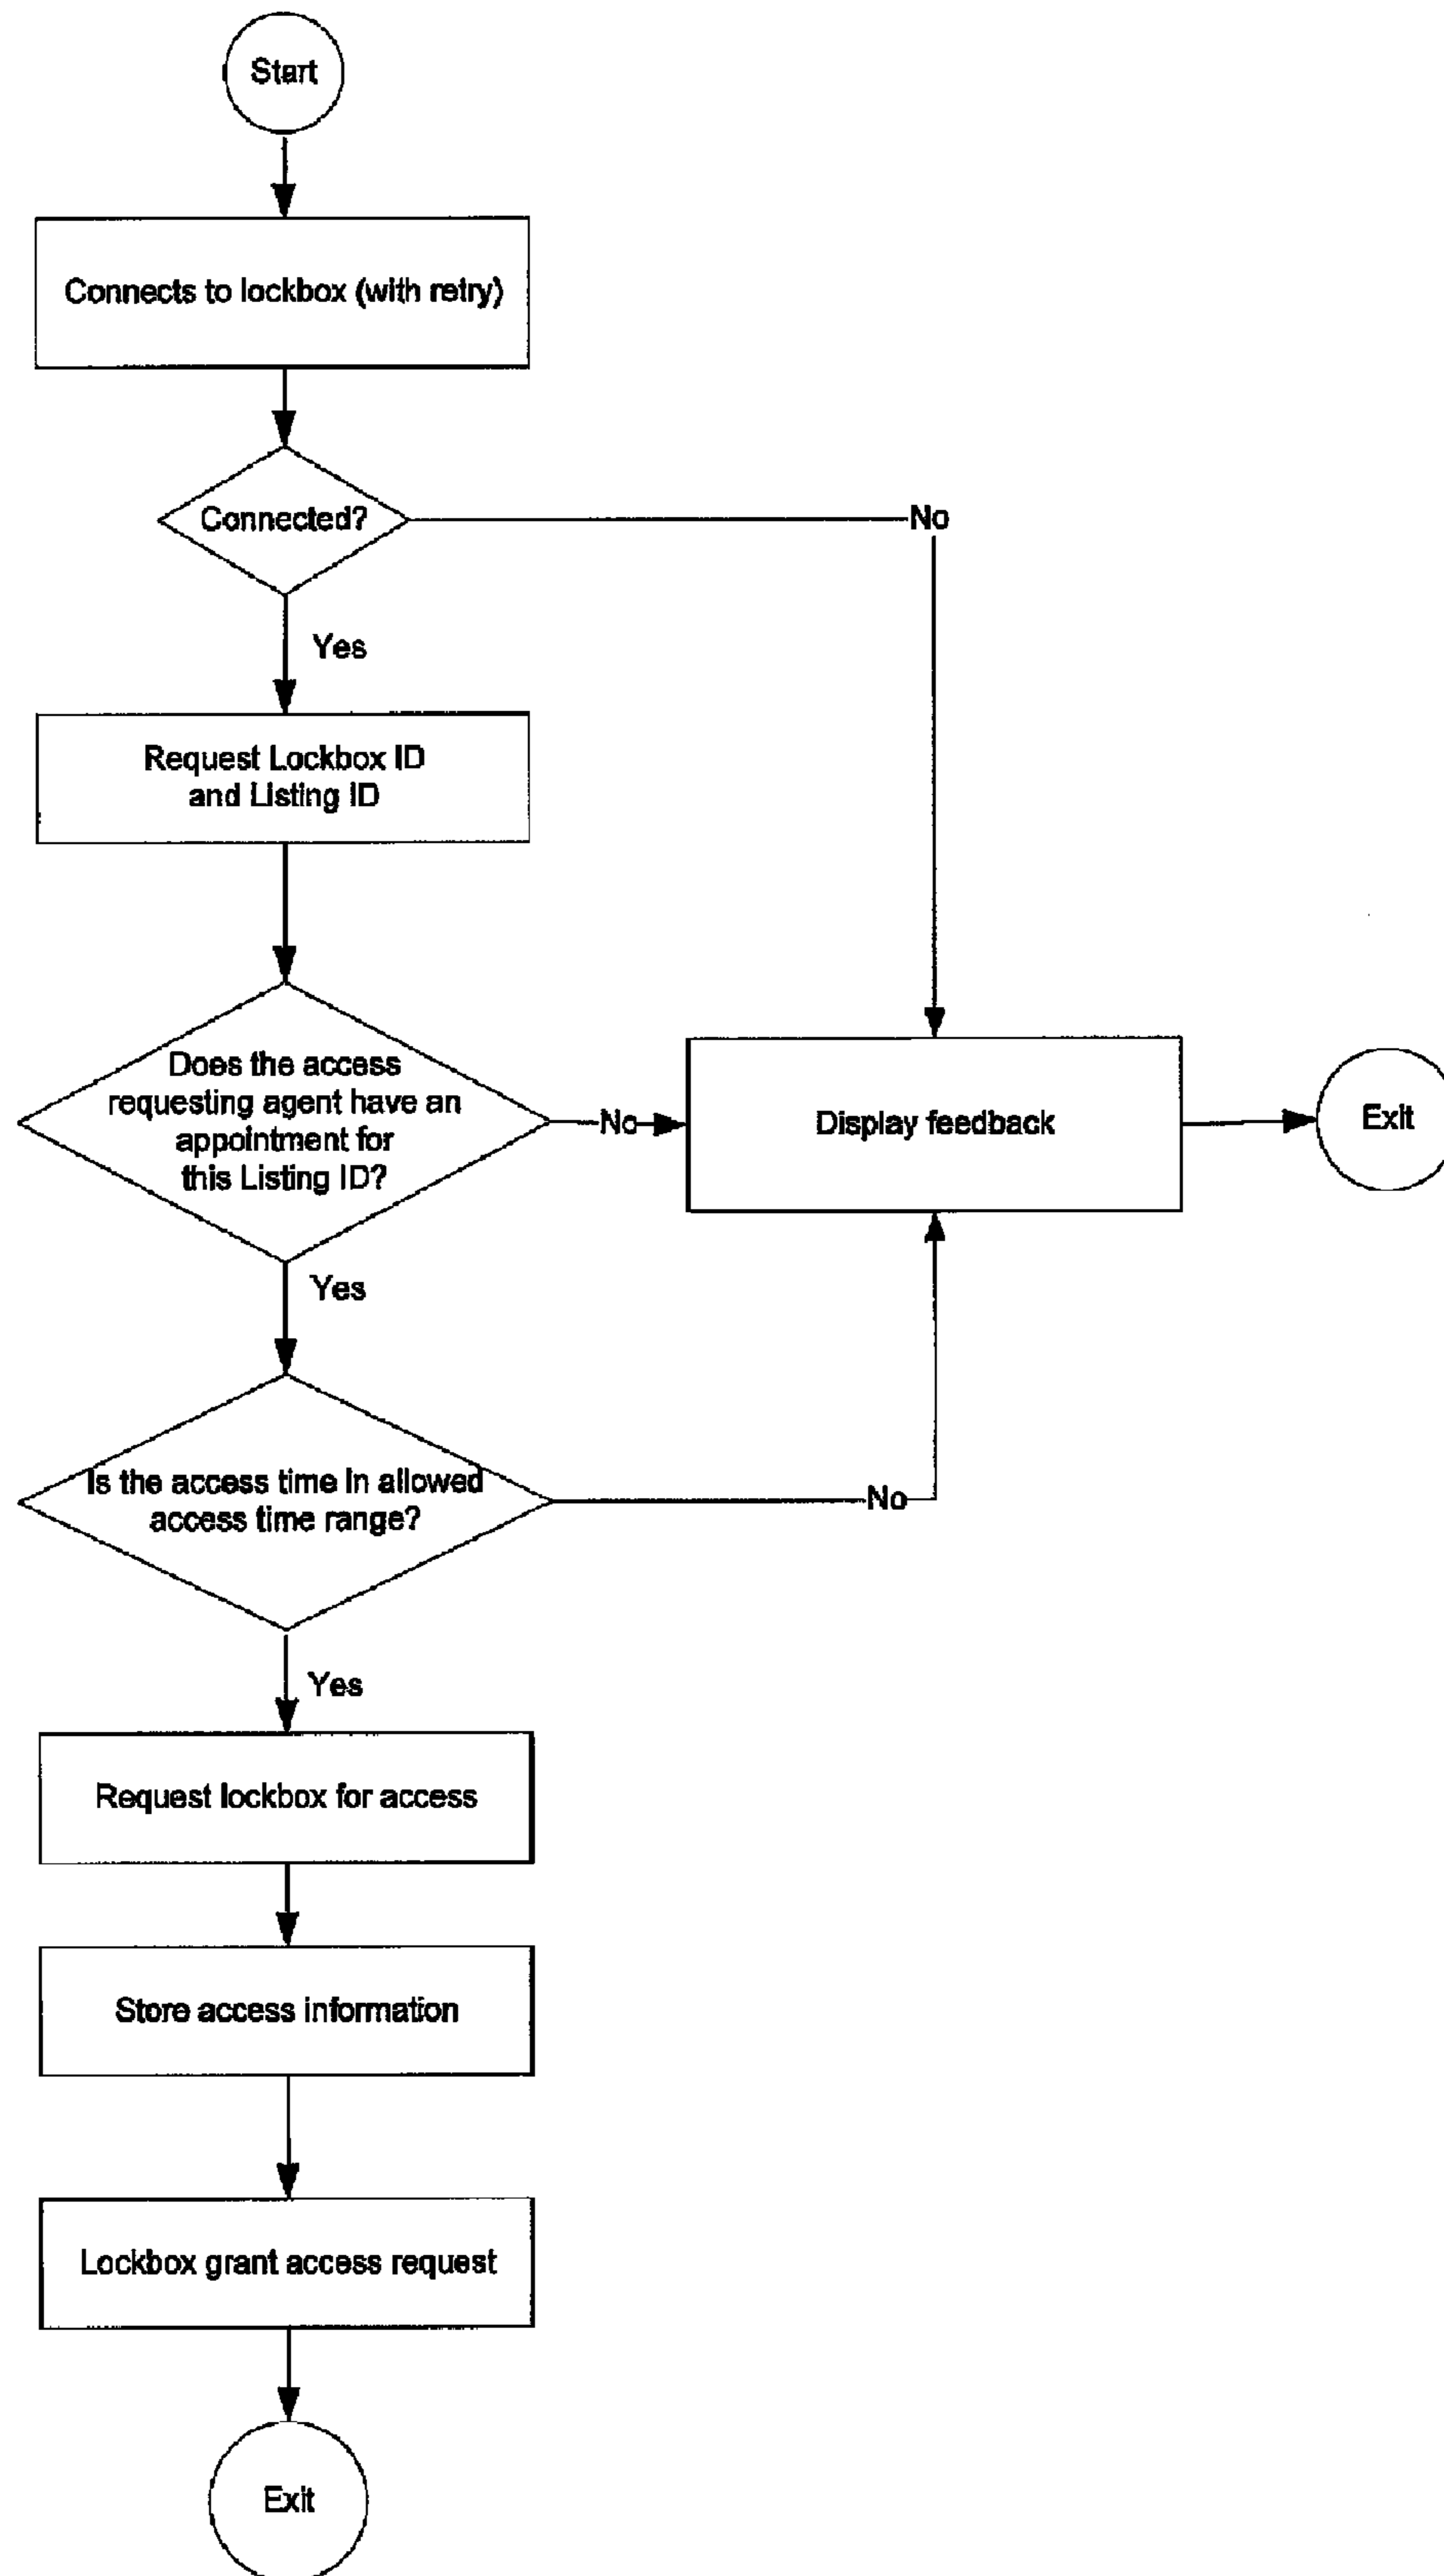 Start
Connects to lockbox (with retry)
Connected?
No
Yes
Request Lockbox ID
and Listing ID
Does the access
requesting agent have an
appointment for
this Listing ID?
No
Display feedback
Exit
Yes
Is the access time in allowed
access time range?
No
Yes
Request lockbox for access
Store access information
Lockbox grant access request
Exit